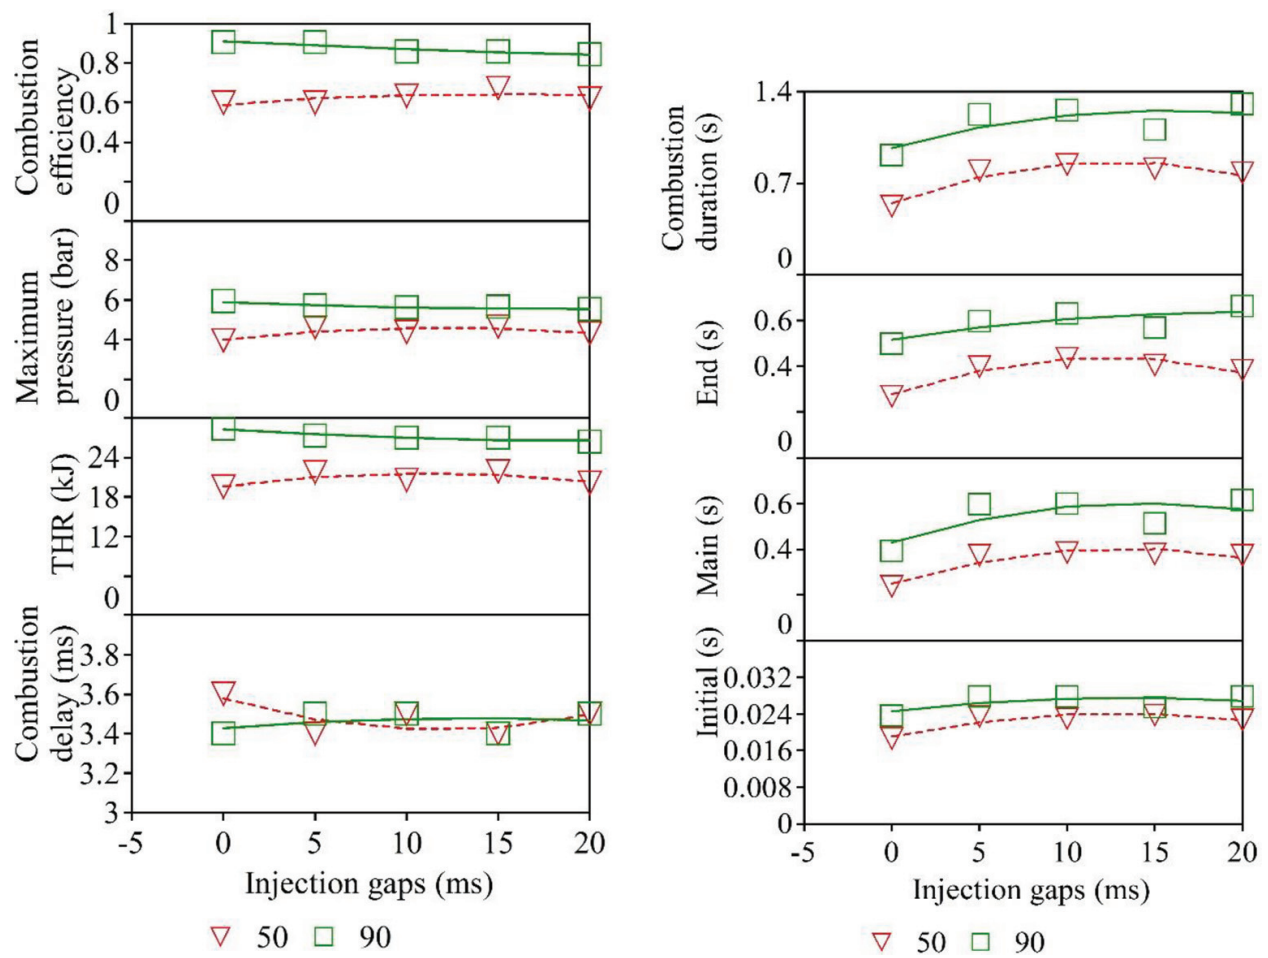 Combustion
efficiency
1
0.8
0.6
0.4
0
Maximum
pressure (bar)
8
6
4
0
THR (kJ)
24
18
12
0
Combustion
delay (ms)
3.8
3.6
3.4
3.2
3
-5 0 5 10 15 20
Injection gaps (ms)
50 90
Combustion
duration (s)
1.4
0.7
0
End (s)
0.6
0.4
0
Main (s)
0.6
0.4
0
Initial (s)
0.032
0.024
0.016
0.008
0
-5 0 5 10 15 20
Injection gaps (ms)
50 90